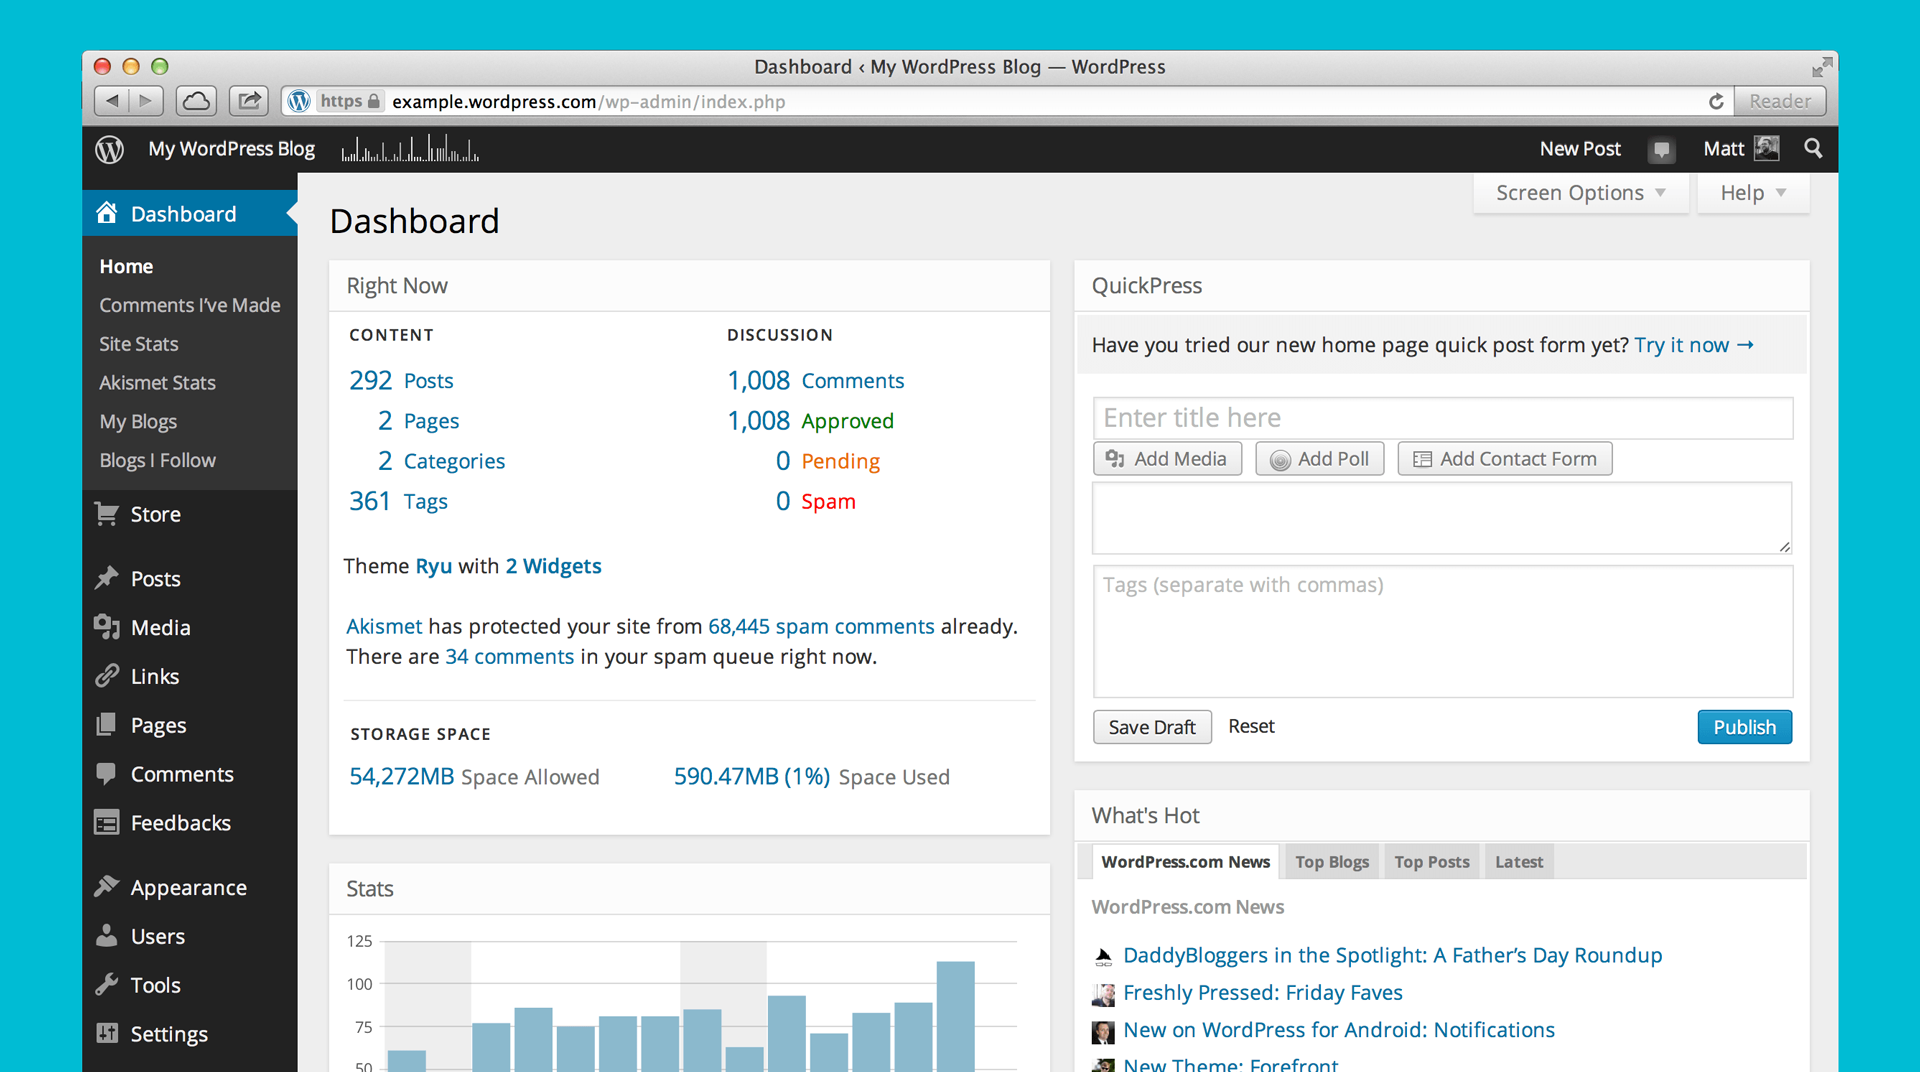 Dashboard ‹ My WordPress Blog — WordPress
https example.wordpress.com/wp-admin/index.php
Reader
My WordPress Blog
New Post
Matt
Screen Options
Help
Dashboard
Home
Comments I’ve Made
Site Stats
Akismet Stats
My Blogs
Blogs I Follow
Store
Posts
Media
Links
Pages
Comments
Feedbacks
Appearance
Users
Tools
Settings
Dashboard
Right Now
CONTENT
292 Posts
2 Pages
2 Categories
361 Tags
DISCUSSION
1,008 Comments
1,008 Approved
0 Pending
0 Spam
Theme Ryu with 2 Widgets
Akismet has protected your site from 68,445 spam comments already.
There are 34 comments in your spam queue right now.
STORAGE SPACE
54,272MB Space Allowed
590.47MB (1%) Space Used
Stats
125
100
75
50
QuickPress
Have you tried our new home page quick post form yet? Try it now →
Enter title here
Add Media
Add Poll
Add Contact Form
Tags (separate with commas)
Save Draft
Reset
Publish
What's Hot
WordPress.com News
Top Blogs
Top Posts
Latest
WordPress.com News
DaddyBloggers in the Spotlight: A Father’s Day Roundup
Freshly Pressed: Friday Faves
New on WordPress for Android: Notifications
New Theme: Forefront